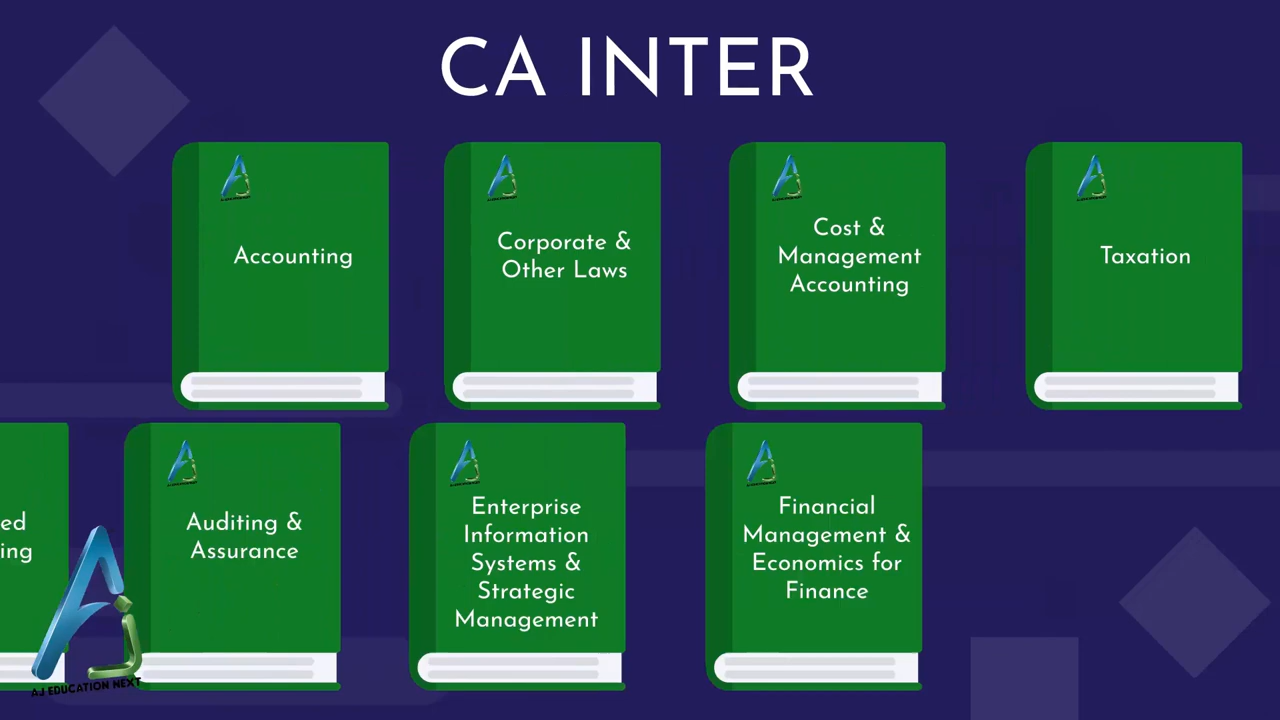 CA INTER
Accounting
Corporate &
Other Laws
Cost &
Management
Accounting
Taxation
ed
ing
Auditing &
Assurance
Enterprise
Information
Systems &
Strategic
Management
Financial
Management &
Economics for
Finance
AJ EDUCATION NEXT